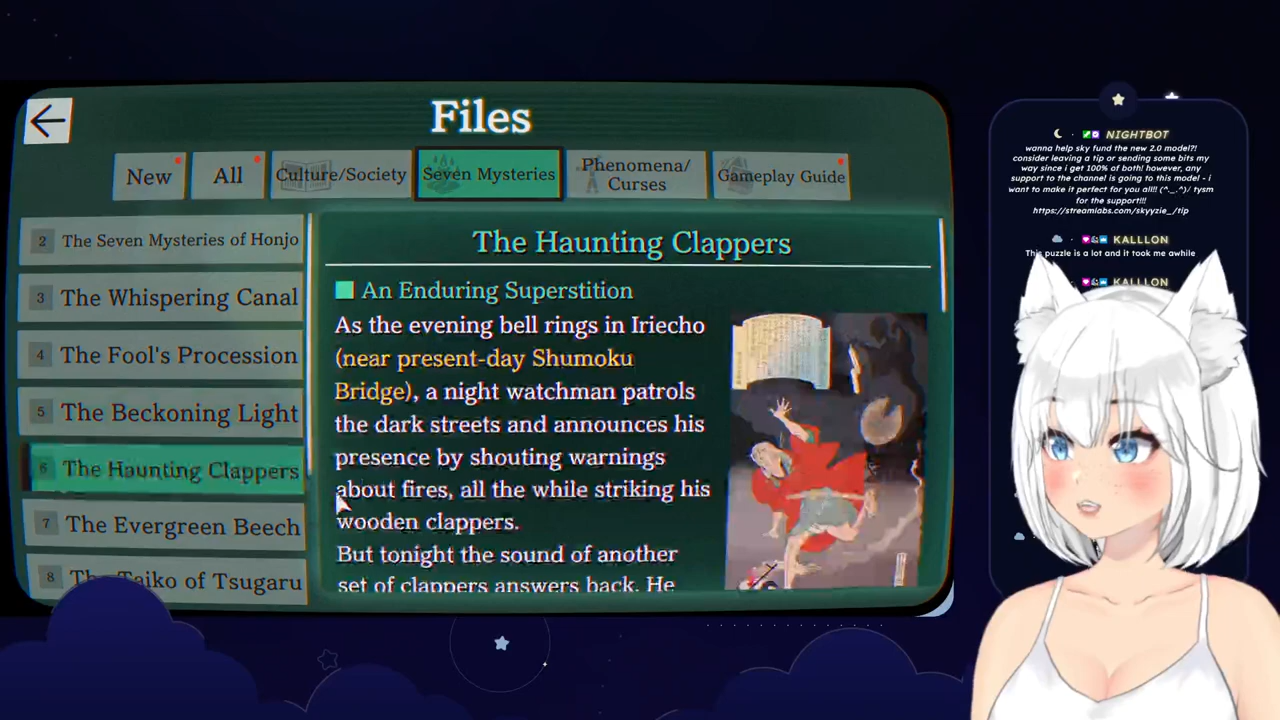 Files
New
All
Culture/Society
Seven Mysteries
Phenomena/
Curses
Gameplay Guide
2 The Seven Mysteries of Honjo
3 The Whispering Canal
4 The Fool's Procession
5 The Beckoning Light
6 The Haunting Clappers
7 The Evergreen Beech
8 The Taiko of Tsugaru
The Haunting Clappers
An Enduring Superstition
As the evening bell rings in Iriecho
(near present-day Shumoku
Bridge), a night watchman patrols
the dark streets and announces his
presence by shouting warnings
about fires, all the while striking his
wooden clappers.
But tonight the sound of another
set of clappers answers back. He
NIGHTBOT
wanna help sky fund the new 2.0 model?!
consider leaving a tip or sending some bits my
way since i get 100% of both! however, any
support to the channel is going to this model - i
want to make it perfect for you all!! (^._.^)/ tysm
for the support!!!
https://streamlabs.com/skyyzie_/tip
KALLLON
This puzzle is a lot and it took me awhile
KALLLON